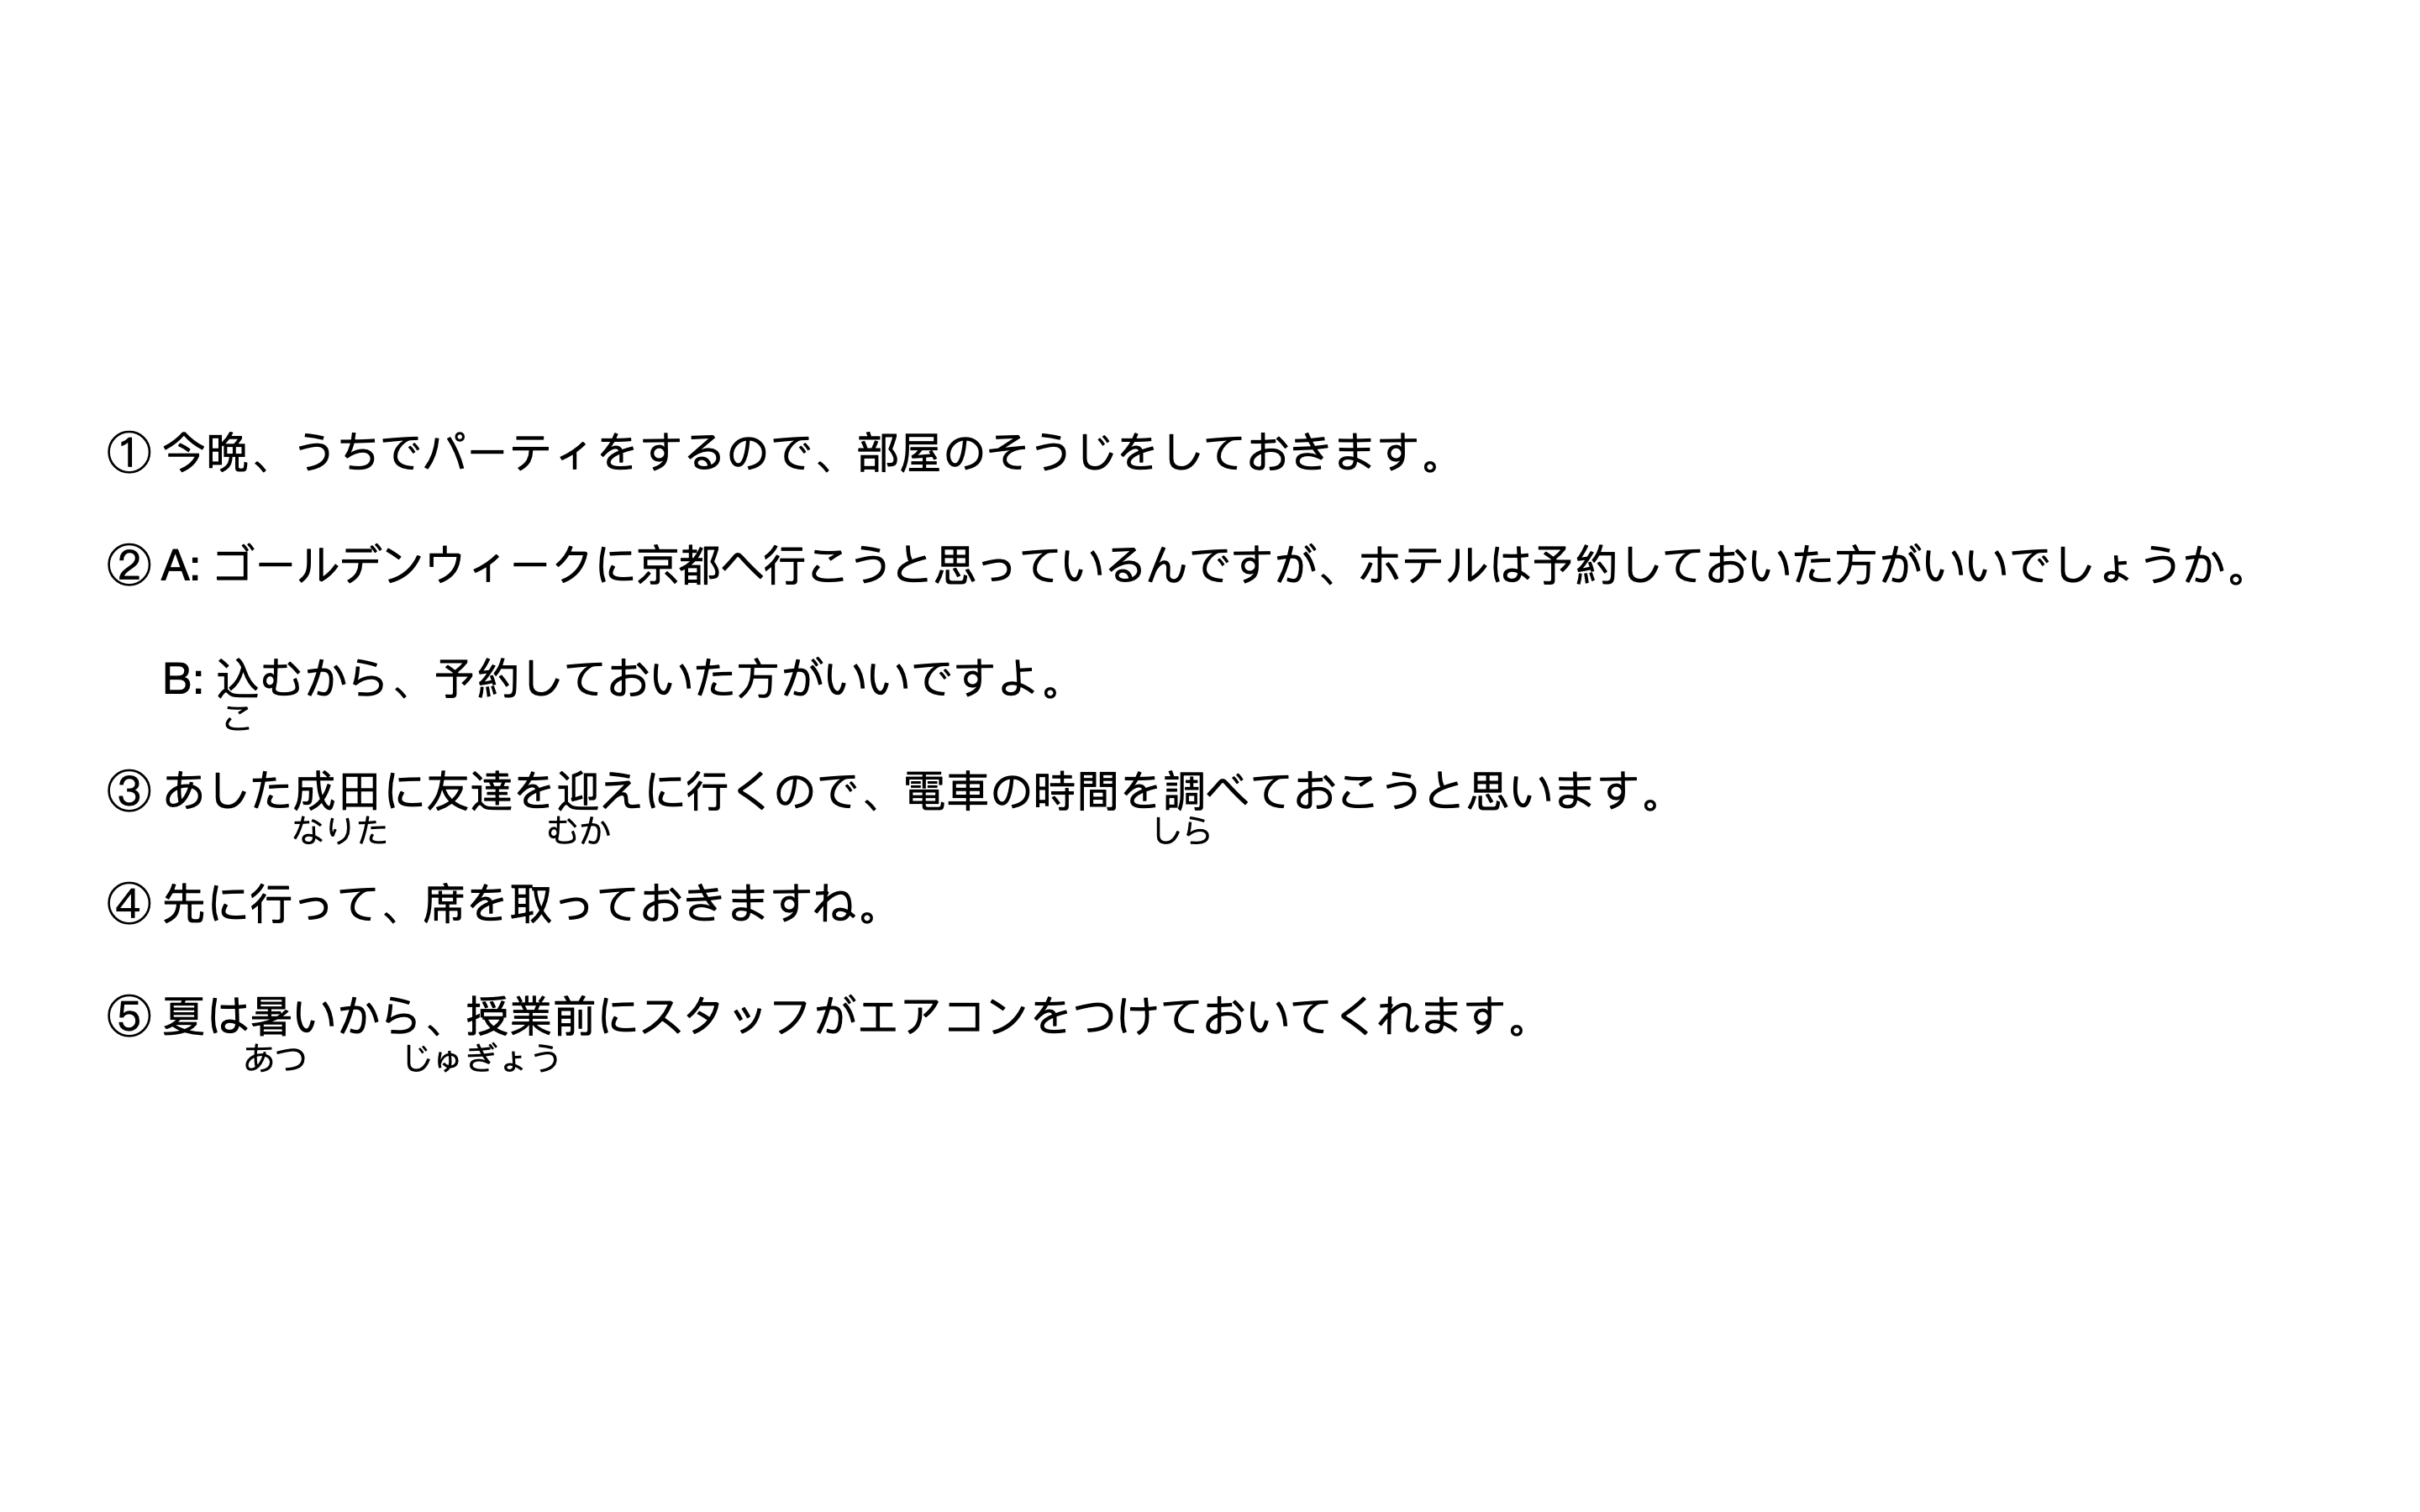 ① 今晩、うちでパーティをするので、部屋のそうじをしておきます。
② A: ゴールデンウィークに京都へ行こうと思っているんですが、ホテルは予約しておいた方がいいでしょうか。
B: 込むから、予約しておいた方がいいですよ。
こ
③ あした成田に友達を迎えに行くので、電車の時間を調べておこうと思います。
なりた むか しら
④ 先に行って、席を取っておきますね。
⑤ 夏は暑いから、授業前にスタッフがエアコンをつけておいてくれます。
あつ じゅぎょう